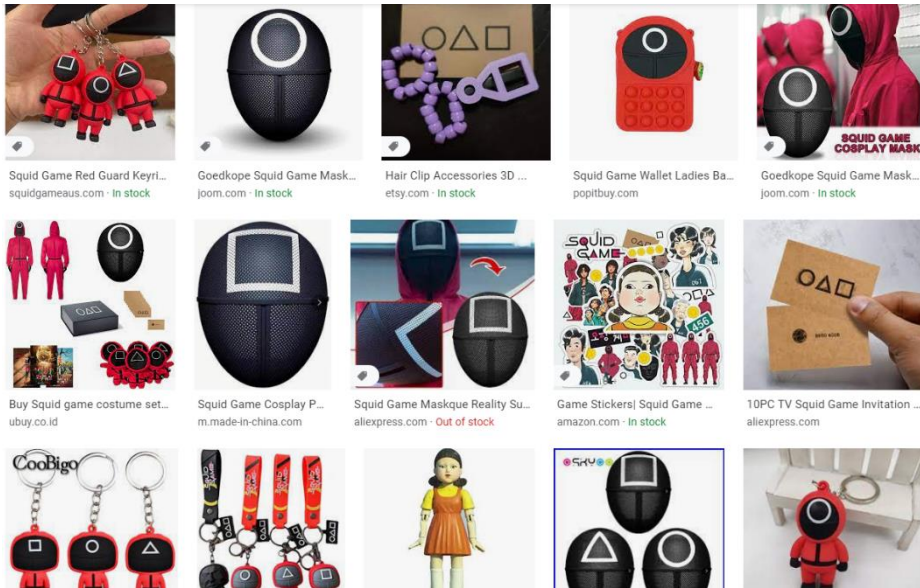 SQUID GAME
COSPLAY MASK
Squid Game Red Guard Keyri...
squidgameaus.com · In stock
Goedkope Squid Game Mask...
joom.com · In stock
Hair Clip Accessories 3D ...
etsy.com · In stock
Squid Game Wallet Ladies Ba...
popitbuy.com
Goedkope Squid Game Mask...
joom.com · In stock
SQUID
GAME
456
Buy Squid game costume set...
ubuy.co.id
Squid Game Cosplay P...
m.made-in-china.com
Squid Game Maskque Reality Su...
aliexpress.com · Out of stock
Game Stickers| Squid Game ...
amazon.com · In stock
10PC TV Squid Game Invitation ...
aliexpress.com
CooBigo